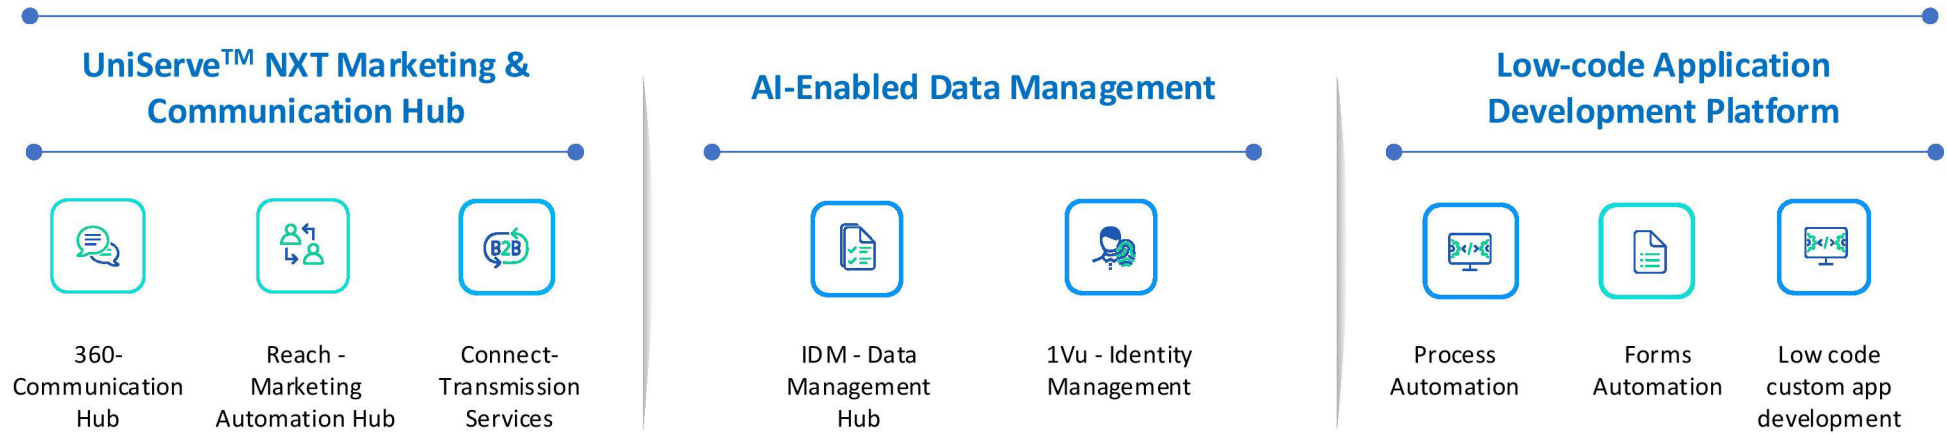 UniServe™ NXT Marketing &
Communication Hub
AI-Enabled Data Management
Low-code Application
Development Platform
B2B
</>
</>
360-
Communication
Hub
Reach -
Marketing
Automation Hub
Connect-
Transmission
Services
IDM - Data
Management
Hub
1Vu - Identity
Management
Process
Automation
Forms
Automation
Low code
custom app
development